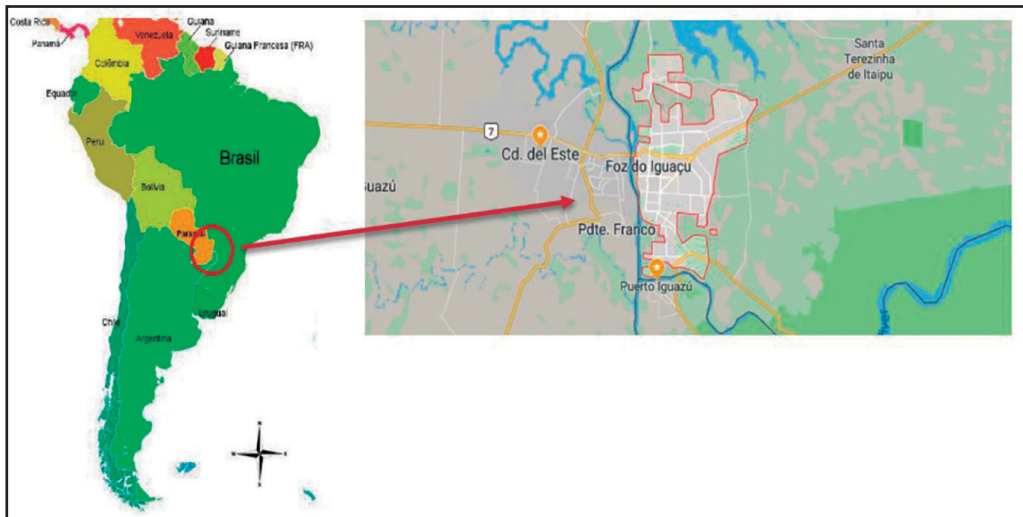 Costa Rica
Panamá
Venezuela
Guiana
Suriname
Guiana Francesa (FRA)
Colômbia
Equador
Peru
Brasil
Bolívia
Paraguai
Chile
Uruguai
Argentina
N
S
7
Cd. del Este
Foz do Iguaçu
Santa
Terezinha
de Itaipu
Pdte. Franco
Puerto Iguazú